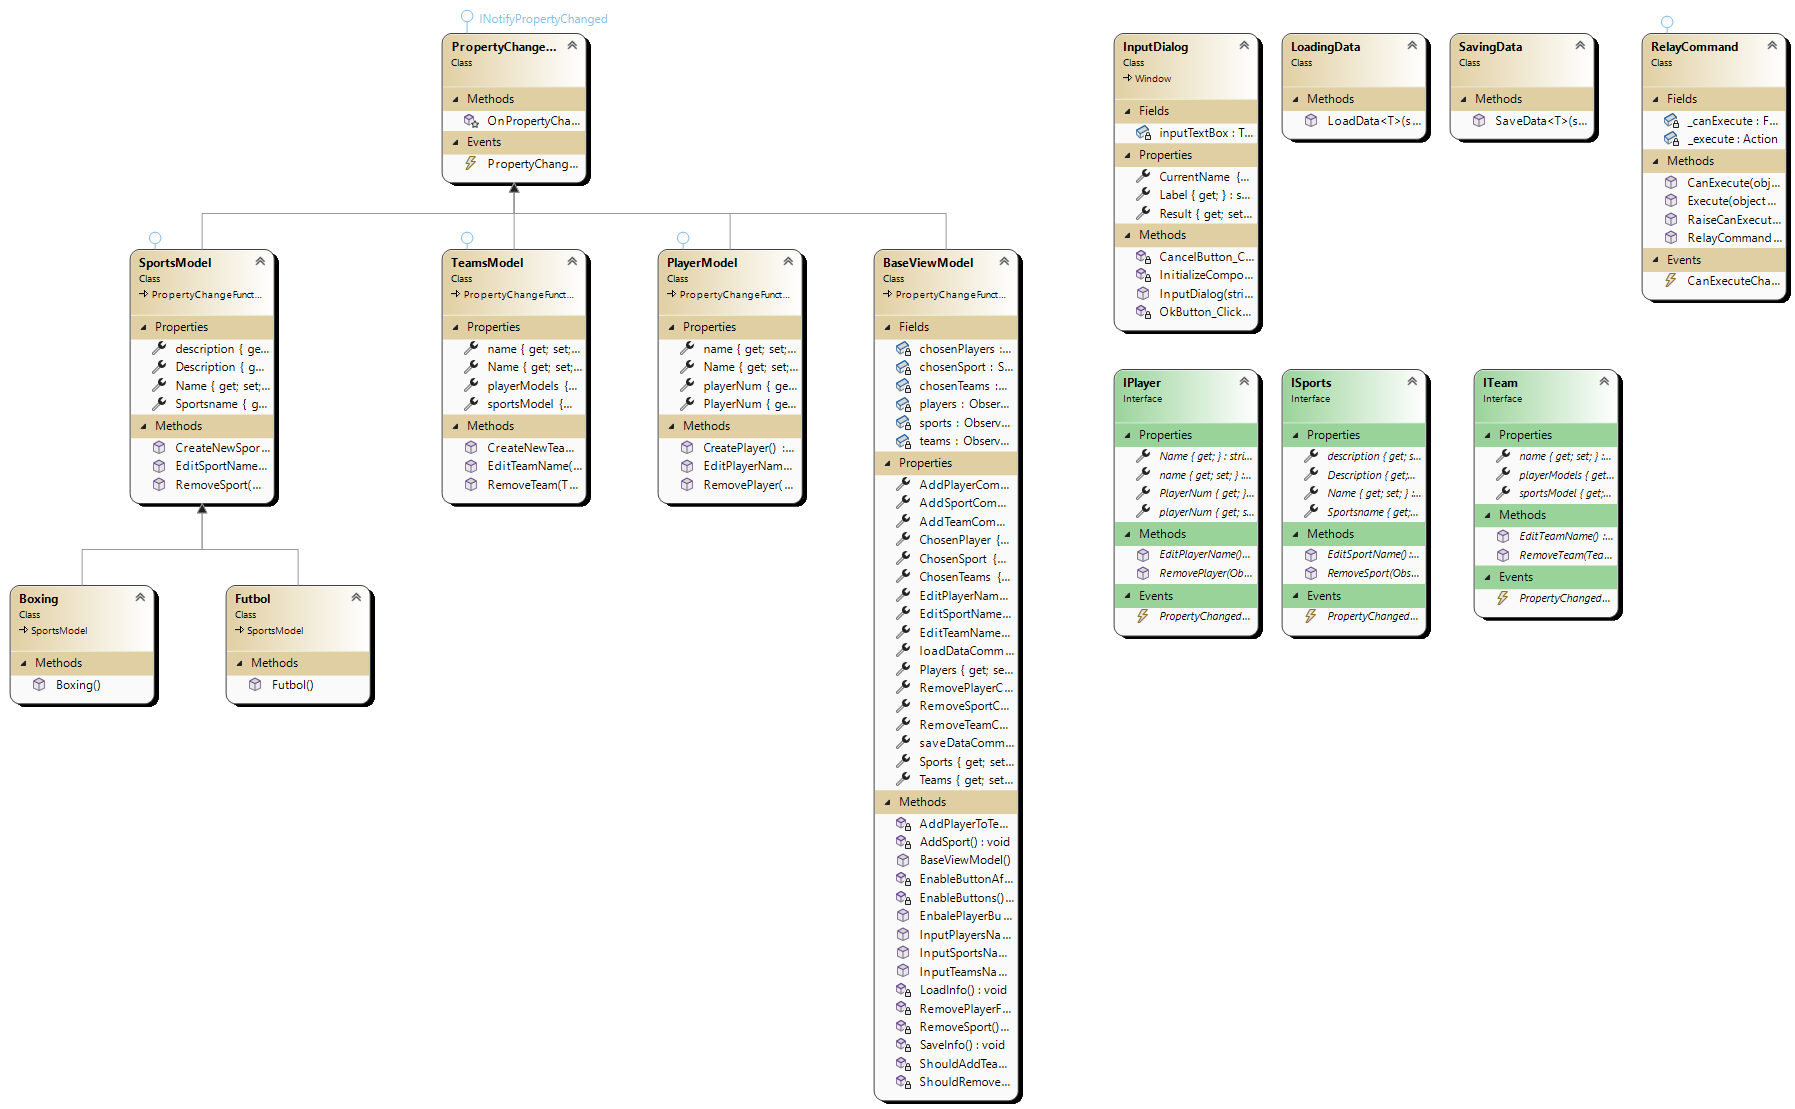 INotifyPropertyChanged
PropertyChange...
Class
Methods
OnPropertyCha...
Events
PropertyChang...
SportsModel
Class
PropertyChangeFunct...
Properties
description { ge...
Description { g...
Name { get; set;...
Sportsname { g...
Methods
CreateNewSpor...
EditSportName...
RemoveSport(...
TeamsModel
Class
PropertyChangeFunct...
Properties
name { get; set;...
Name { get; set;...
playerModels {...
sportsModel {...
Methods
CreateNewTea...
EditTeamName(...
RemoveTeam(T...
PlayerModel
Class
PropertyChangeFunct...
Properties
name { get; set;...
Name { get; set;...
playerNum { ge...
PlayerNum { ge...
Methods
CreatePlayer() :...
EditPlayerNam...
RemovePlayer(...
BaseViewModel
Class
PropertyChangeFunct...
Fields
chosenPlayers :...
chosenSport : S...
chosenTeams :...
players : Obser...
sports : Observ...
teams : Observ...
Properties
AddPlayerCom...
AddSportCom...
AddTeamCom...
ChosenPlayer {...
ChosenSport {...
ChosenTeams {...
EditPlayerNam...
EditSportName...
EditTeamName...
loadDataComm...
Players { get; se...
RemovePlayerC...
RemoveSportC...
RemoveTeamC...
saveDataComm...
Sports { get; set...
Teams { get; set...
Methods
AddPlayerToTe...
AddSport() : void
BaseViewModel()
EnableButtonAf...
EnableButtons()...
EnbalePlayerBu...
InputPlayersNa...
InputSportsNa...
InputTeamsNa...
LoadInfo() : void
RemovePlayerF...
RemoveSport()...
SaveInfo() : void
ShouldAddTea...
ShouldRemove...
Boxing
Class
SportsModel
Methods
Boxing()
Futbol
Class
SportsModel
Methods
Futbol()
InputDialog
Class
Window
Fields
inputTextBox : T...
Properties
CurrentName {...
Label { get; } : s...
Result { get; set...
Methods
CancelButton_C...
InitializeCompo...
InputDialog(stri...
OkButton_Click...
LoadingData
Class
Methods
LoadData<T>(s...
SavingData
Class
Methods
SaveData<T>(s...
RelayCommand
Class
Fields
_canExecute : F...
_execute : Action
Methods
CanExecute(obj...
Execute(object...
RaiseCanExecut...
RelayCommand...
Events
CanExecuteCha...
IPlayer
Interface
Properties
Name { get; } : stri...
name { get; set; } :...
PlayerNum { get; }...
playerNum { get; s...
Methods
EditPlayerName()...
RemovePlayer(Ob...
Events
PropertyChanged...
ISports
Interface
Properties
description { get; s...
Description { get;...
Name { get; set; } :...
Sportsname { get;...
Methods
EditSportName() :...
RemoveSport(Obs...
Events
PropertyChanged...
ITeam
Interface
Properties
name { get; set; } :...
playerModels { get...
sportsModel { get;...
Methods
EditTeamName() :...
RemoveTeam(Tea...
Events
PropertyChanged...